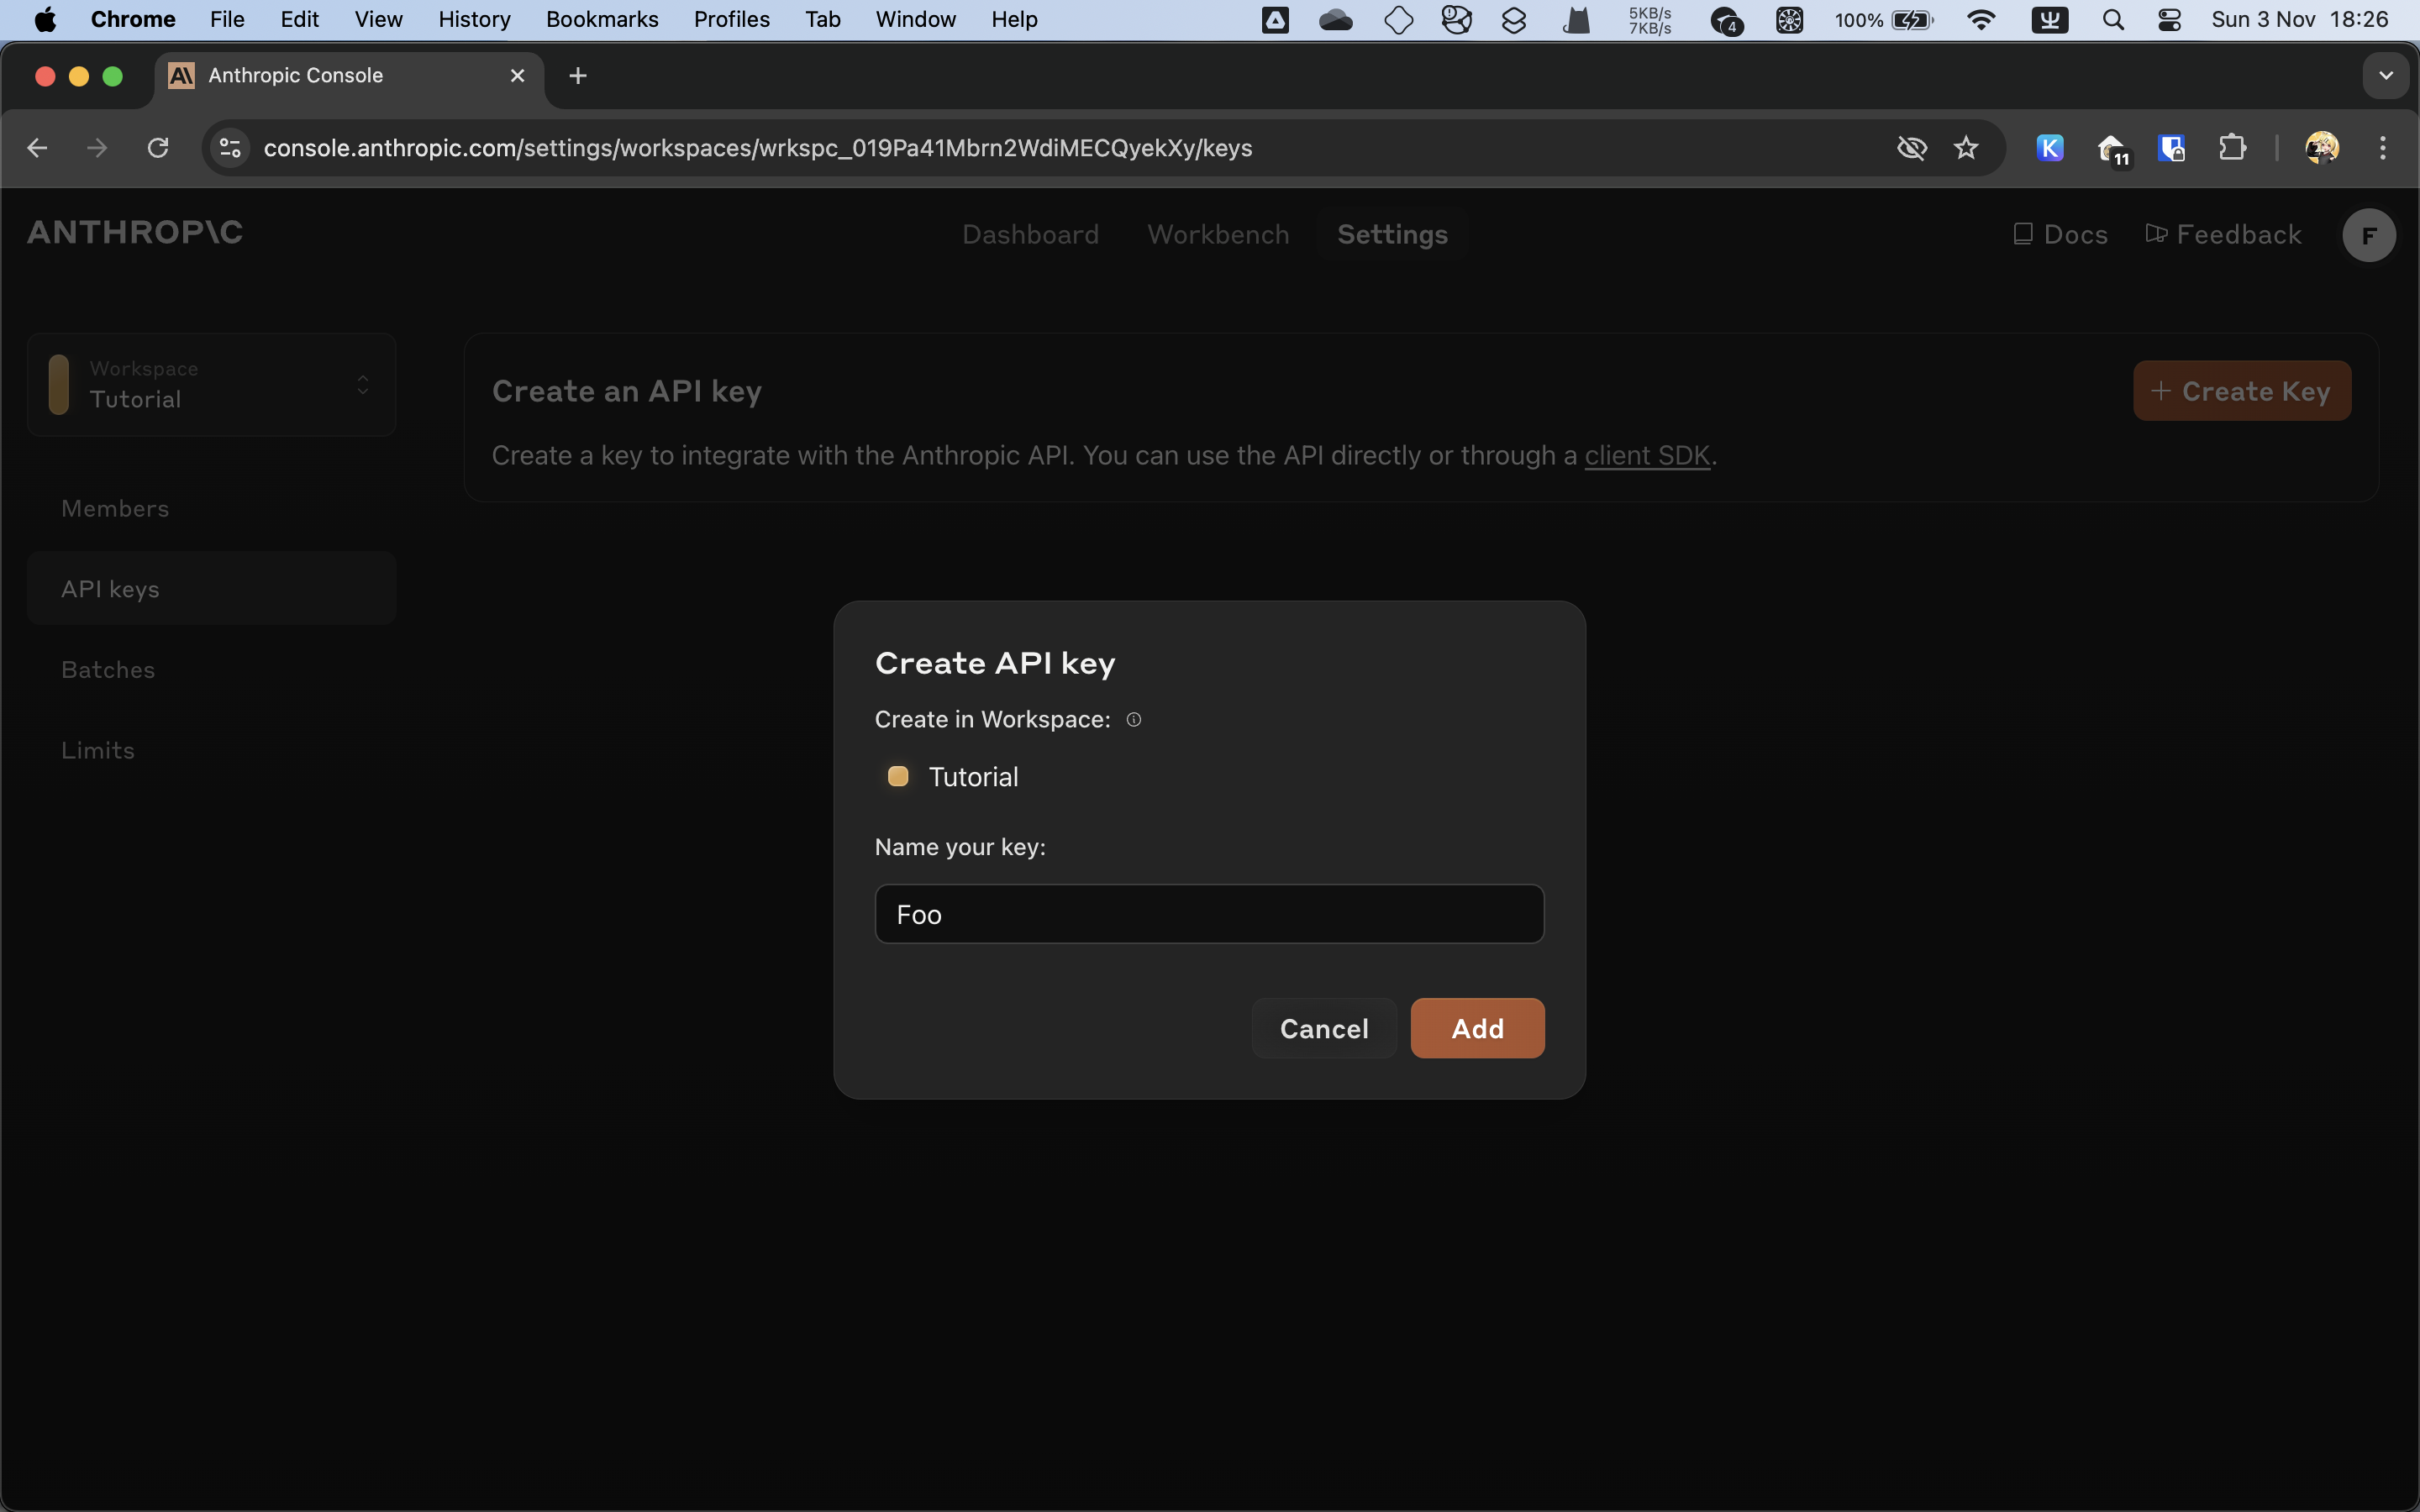 Chrome File Edit View History Bookmarks Profiles Tab Window Help
5KB/s
7KB/s
4
100%
Sun 3 Nov 18:26
Anthropic Console
console.anthropic.com/settings/workspaces/wrkspc_019Pa41Mbrn2WdiMECQyekXy/keys
K
11
ANTHROP\C
Dashboard Workbench Settings
Docs Feedback F
Workspace
Tutorial
Members
API keys
Batches
Limits
Create an API key
+ Create Key
Create a key to integrate with the Anthropic API. You can use the API directly or through a client SDK.
Create API key
Create in Workspace:
Tutorial
Name your key:
Foo
Cancel Add